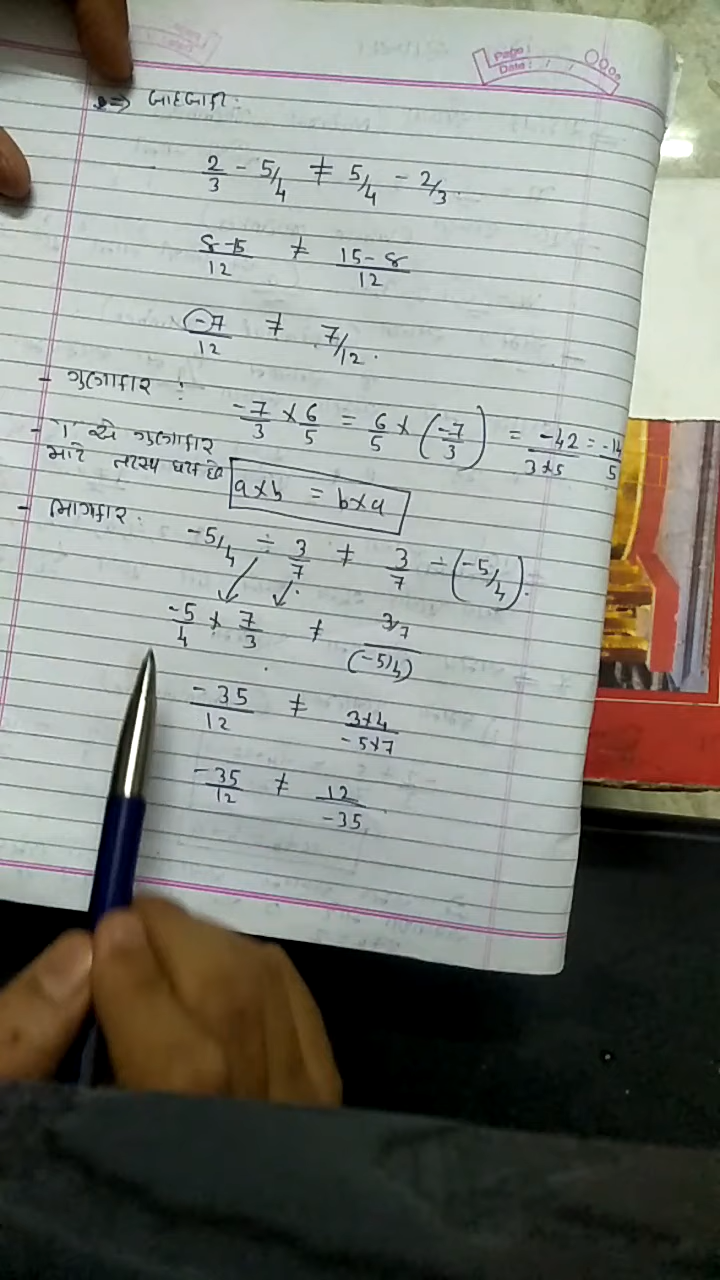 Page:
Date: / /
⇒ બાદબાકી:
2/3 - 5/4 ≠ 5/4 - 2/3.
8-15/12 ≠ 15-8/12
-7/12 ≠ 7/12.
- ગુણાકાર :
-7/3 × 6/5 = 6/5 × (-7/3) = -42/3×5 = -14/5
- 1 એ ગુણાકાર
માટે તટસ્થ ઘટક છે
a×b = b×a
- ભાગાકાર:
-5/4 ÷ 3/7 ≠ 3/7 ÷ (-5/4).
-5/4 × 7/3 ≠ 3/7/(-5/4)
-35/12 ≠ 3×4/-5×7
-35/12 ≠ 12/-35